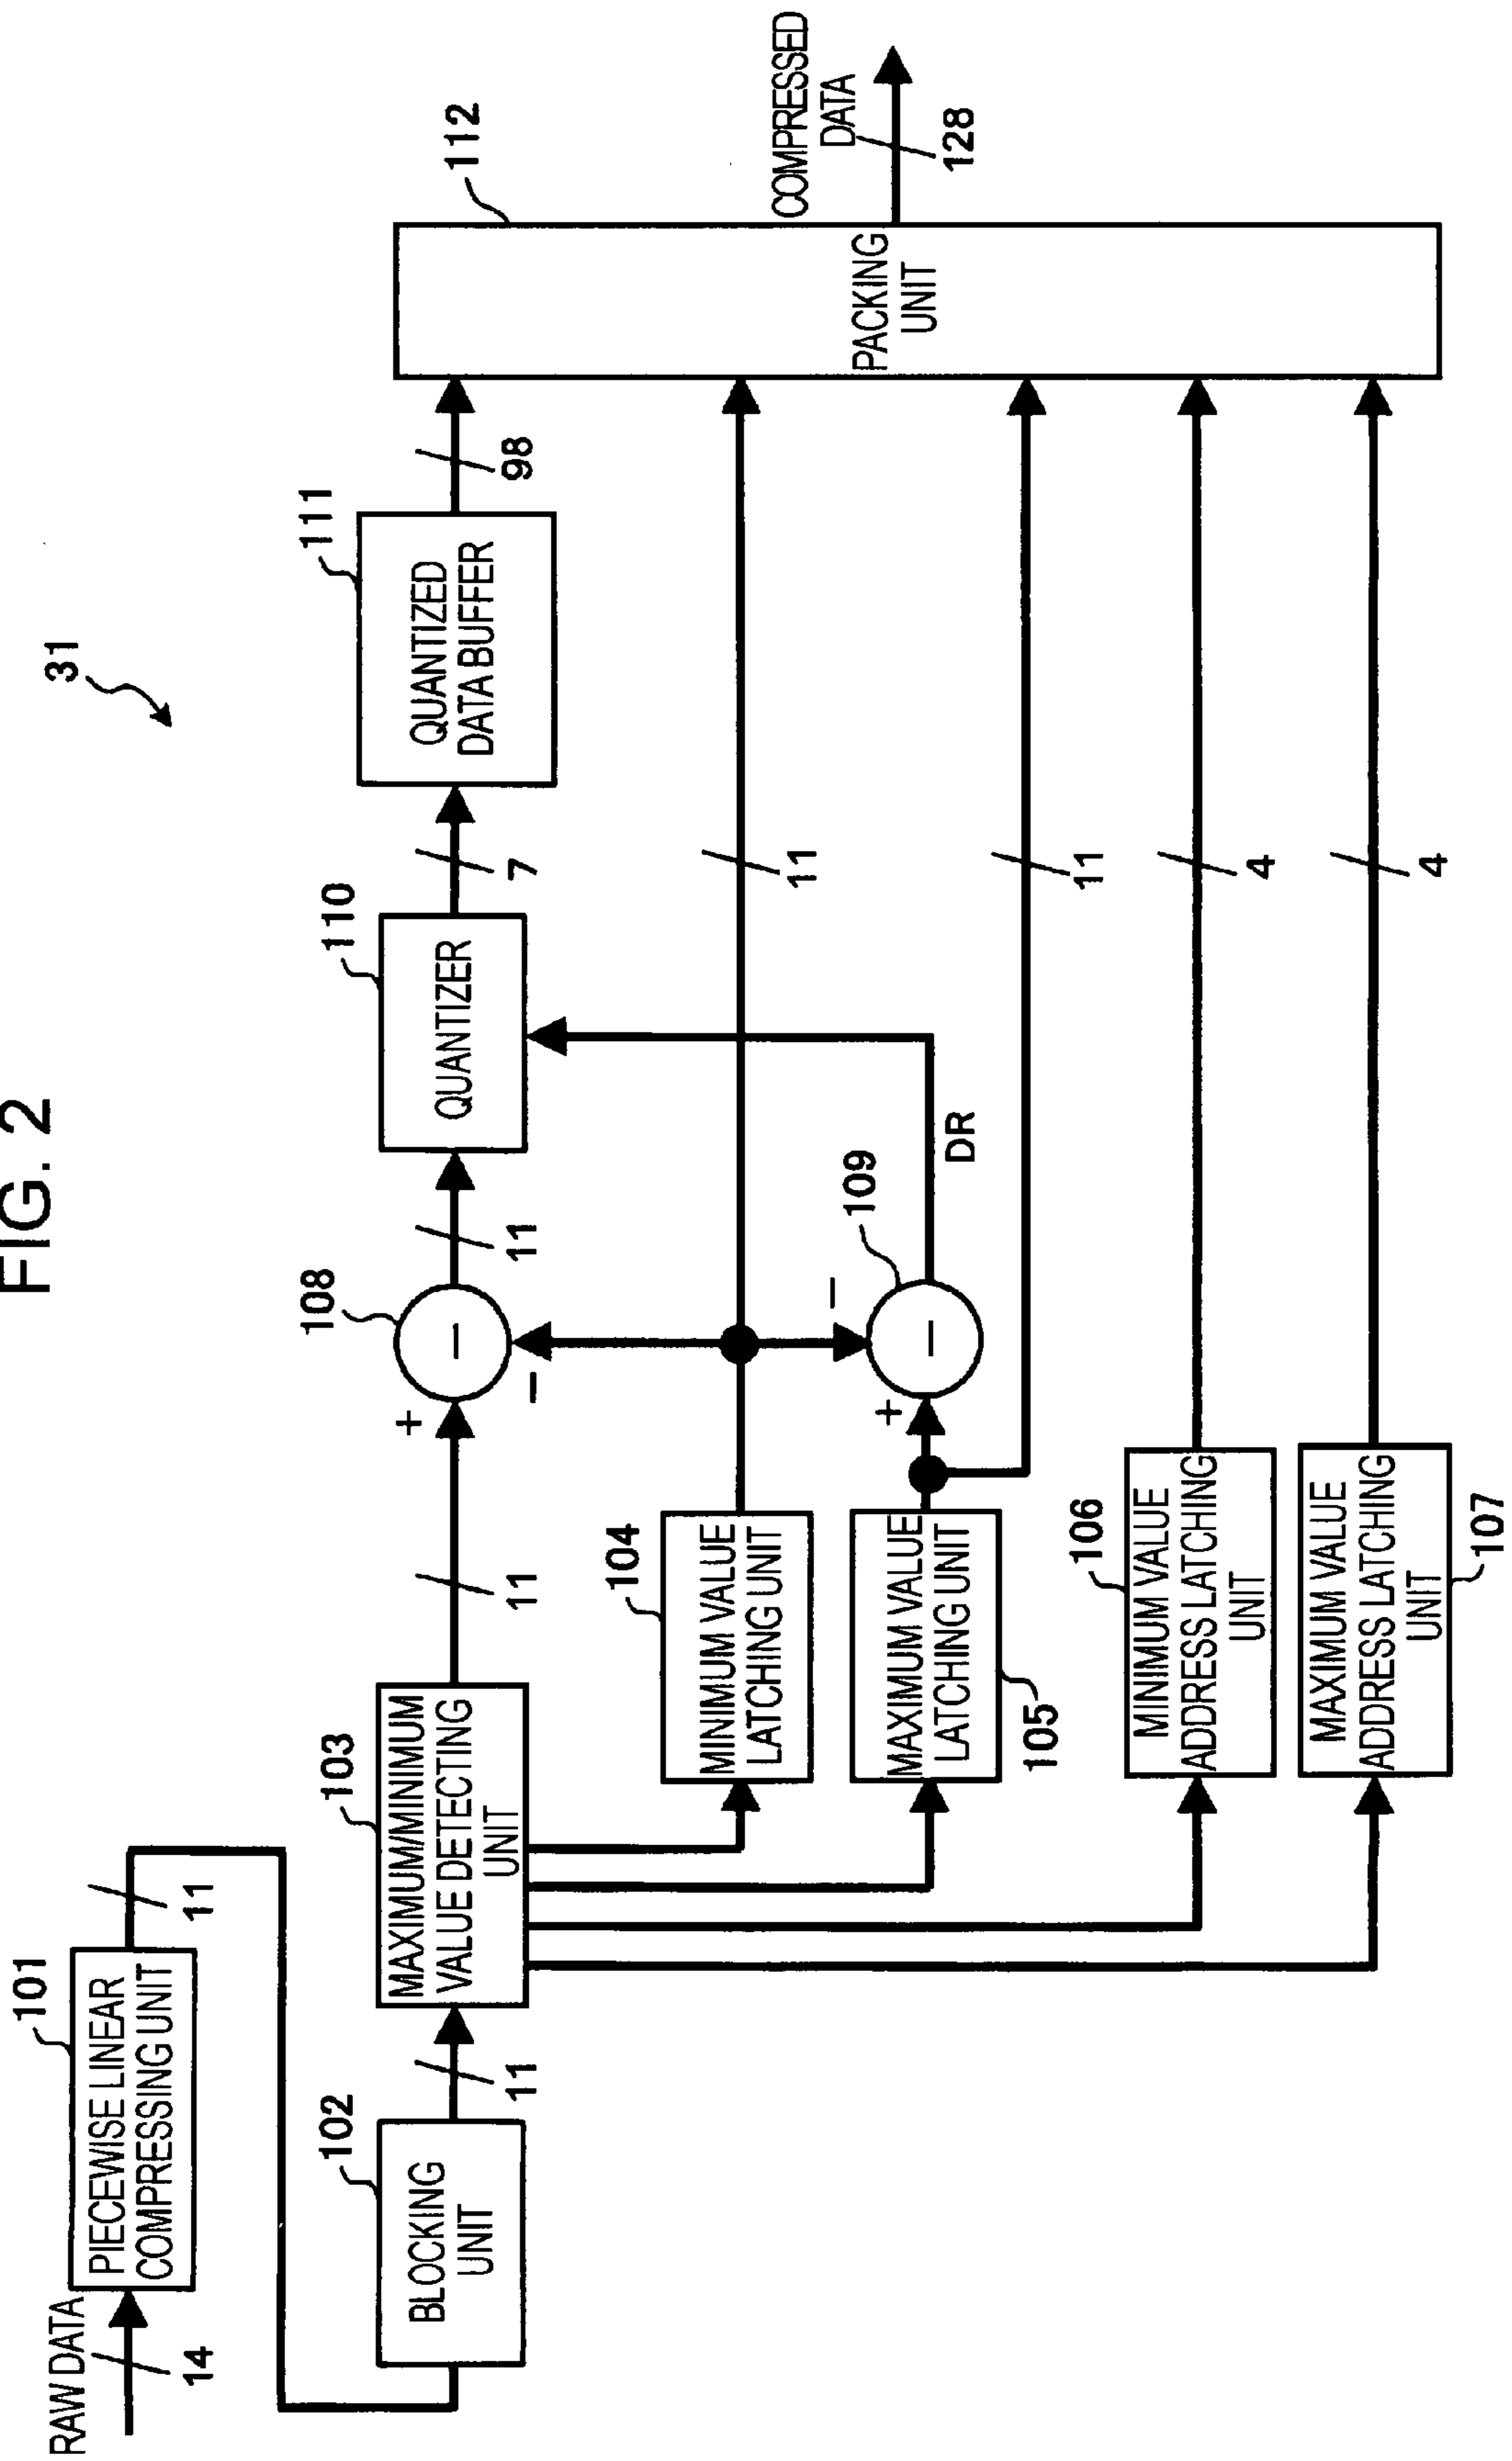 FIG. 2
31
RAW DATA
14
101
PIECEWISE LINEAR
COMPRESSING UNIT
11
102
BLOCKING
UNIT
11
103
MAXIMUM/MINIMUM
VALUE DETECTING
UNIT
11
+
108
−
−
11
110
QUANTIZER
7
111
QUANTIZED
DATA BUFFER
98
104
MINIMUM VALUE
LATCHING UNIT
11
105
MAXIMUM VALUE
LATCHING UNIT
+
−
109
−
DR
11
106
MINIMUM VALUE
ADDRESS LATCHING
UNIT
4
107
MAXIMUM VALUE
ADDRESS LATCHING
UNIT
4
112
PACKING
UNIT
COMPRESSED
DATA
128